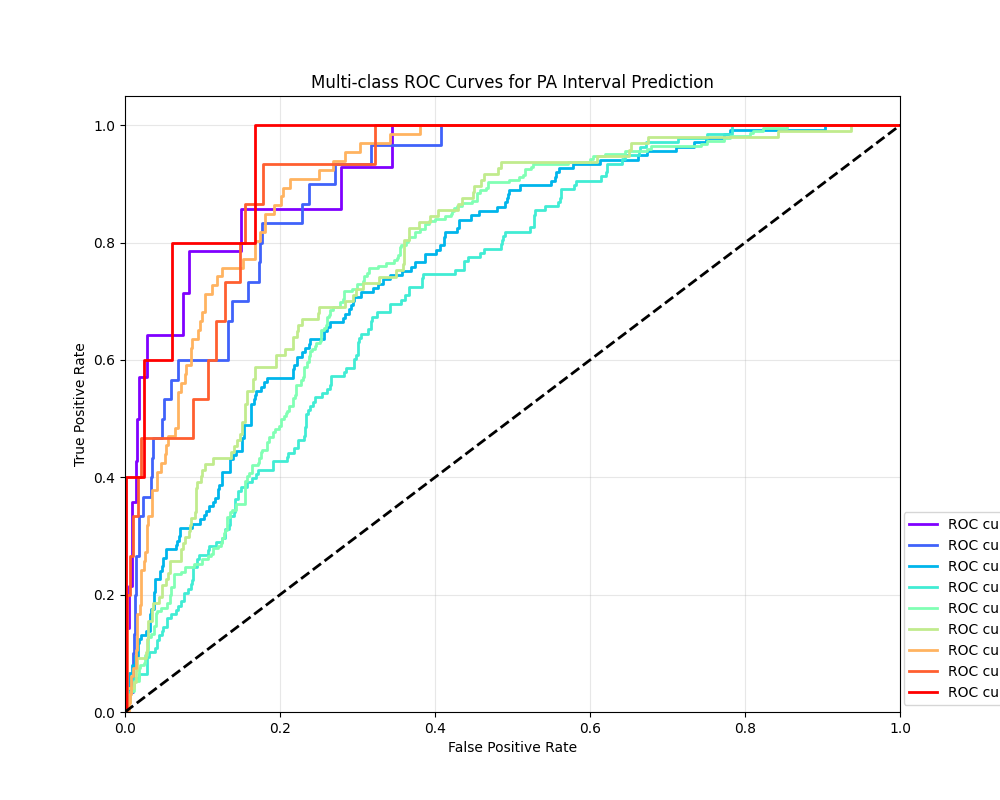 Multi-class ROC Curves for PA Interval Prediction
True Positive Rate
1.0
0.8
0.6
0.4
0.2
0.0
0.0 0.2 0.4 0.6 0.8 1.0
False Positive Rate
ROC cu
ROC cu
ROC cu
ROC cu
ROC cu
ROC cu
ROC cu
ROC cu
ROC cu